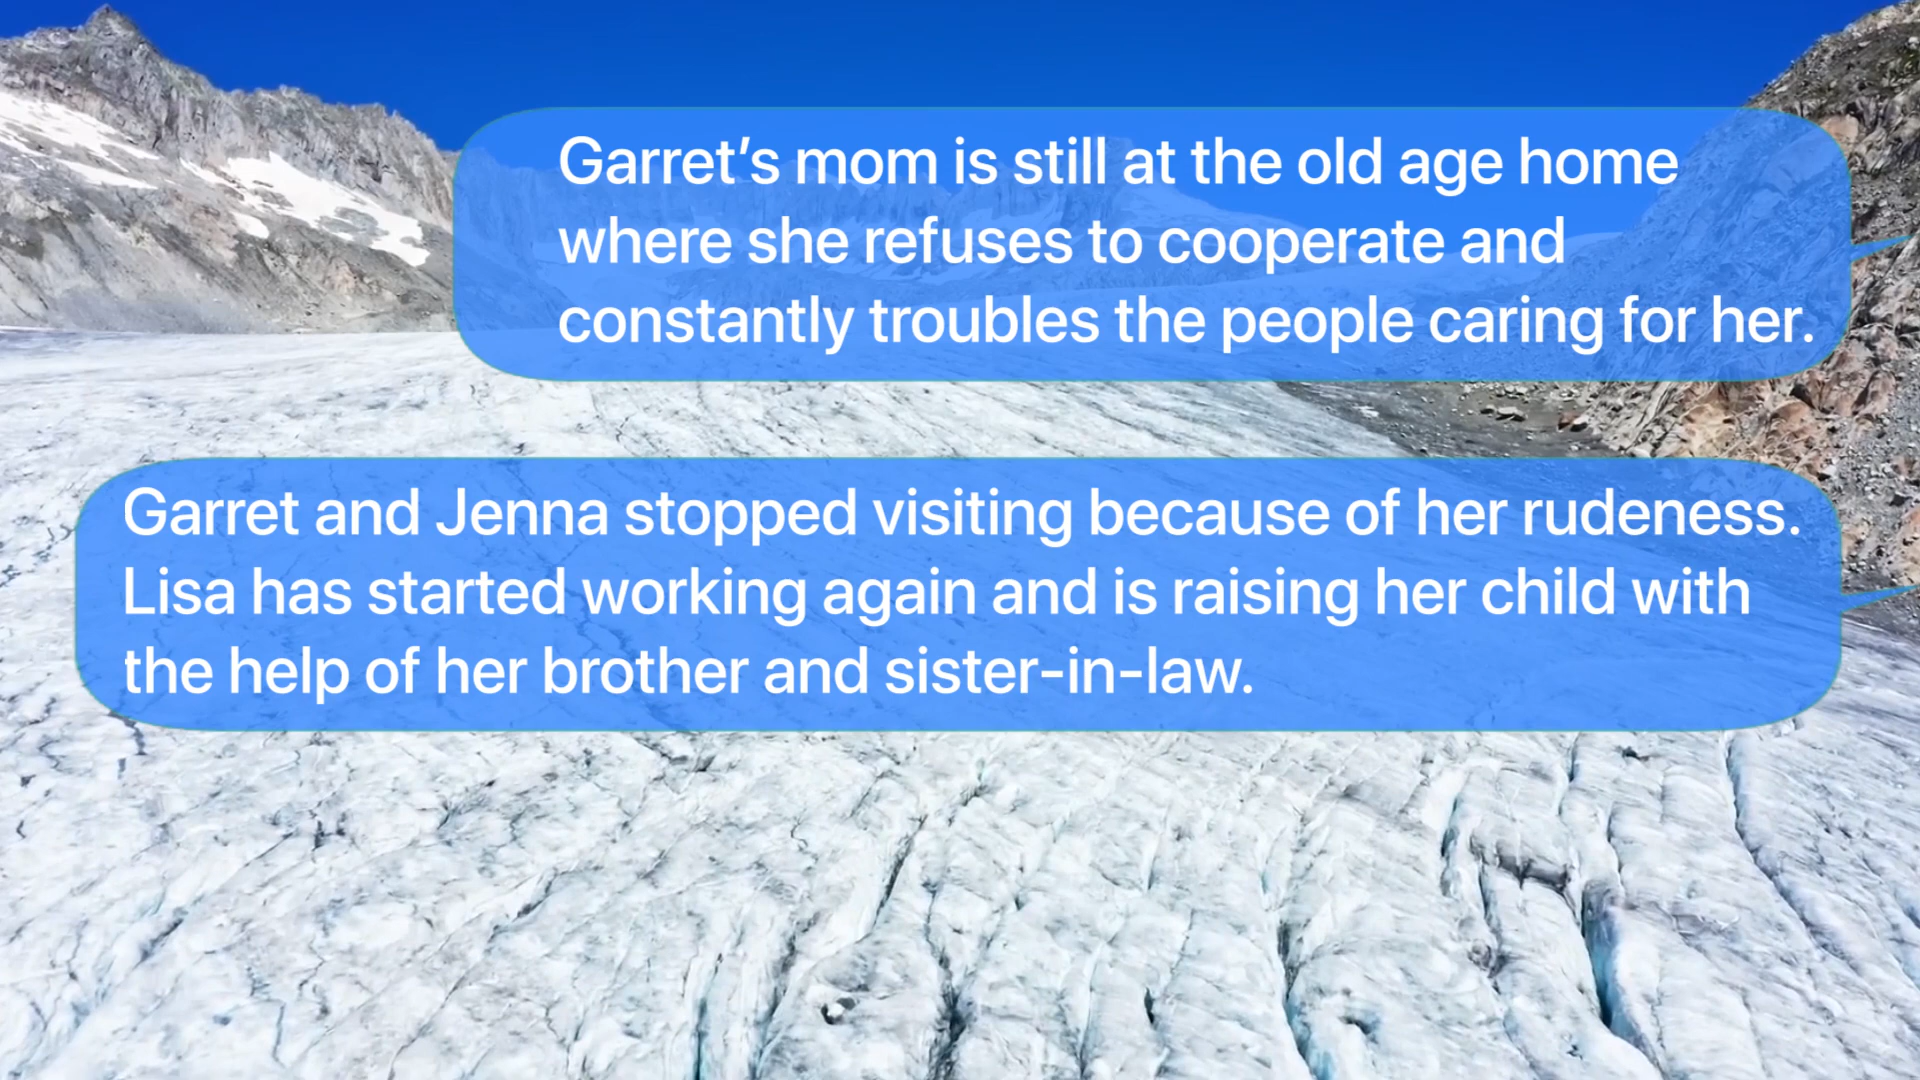 Garret’s mom is still at the old age home
where she refuses to cooperate and
constantly troubles the people caring for her.
Garret and Jenna stopped visiting because of her rudeness.
Lisa has started working again and is raising her child with
the help of her brother and sister-in-law.